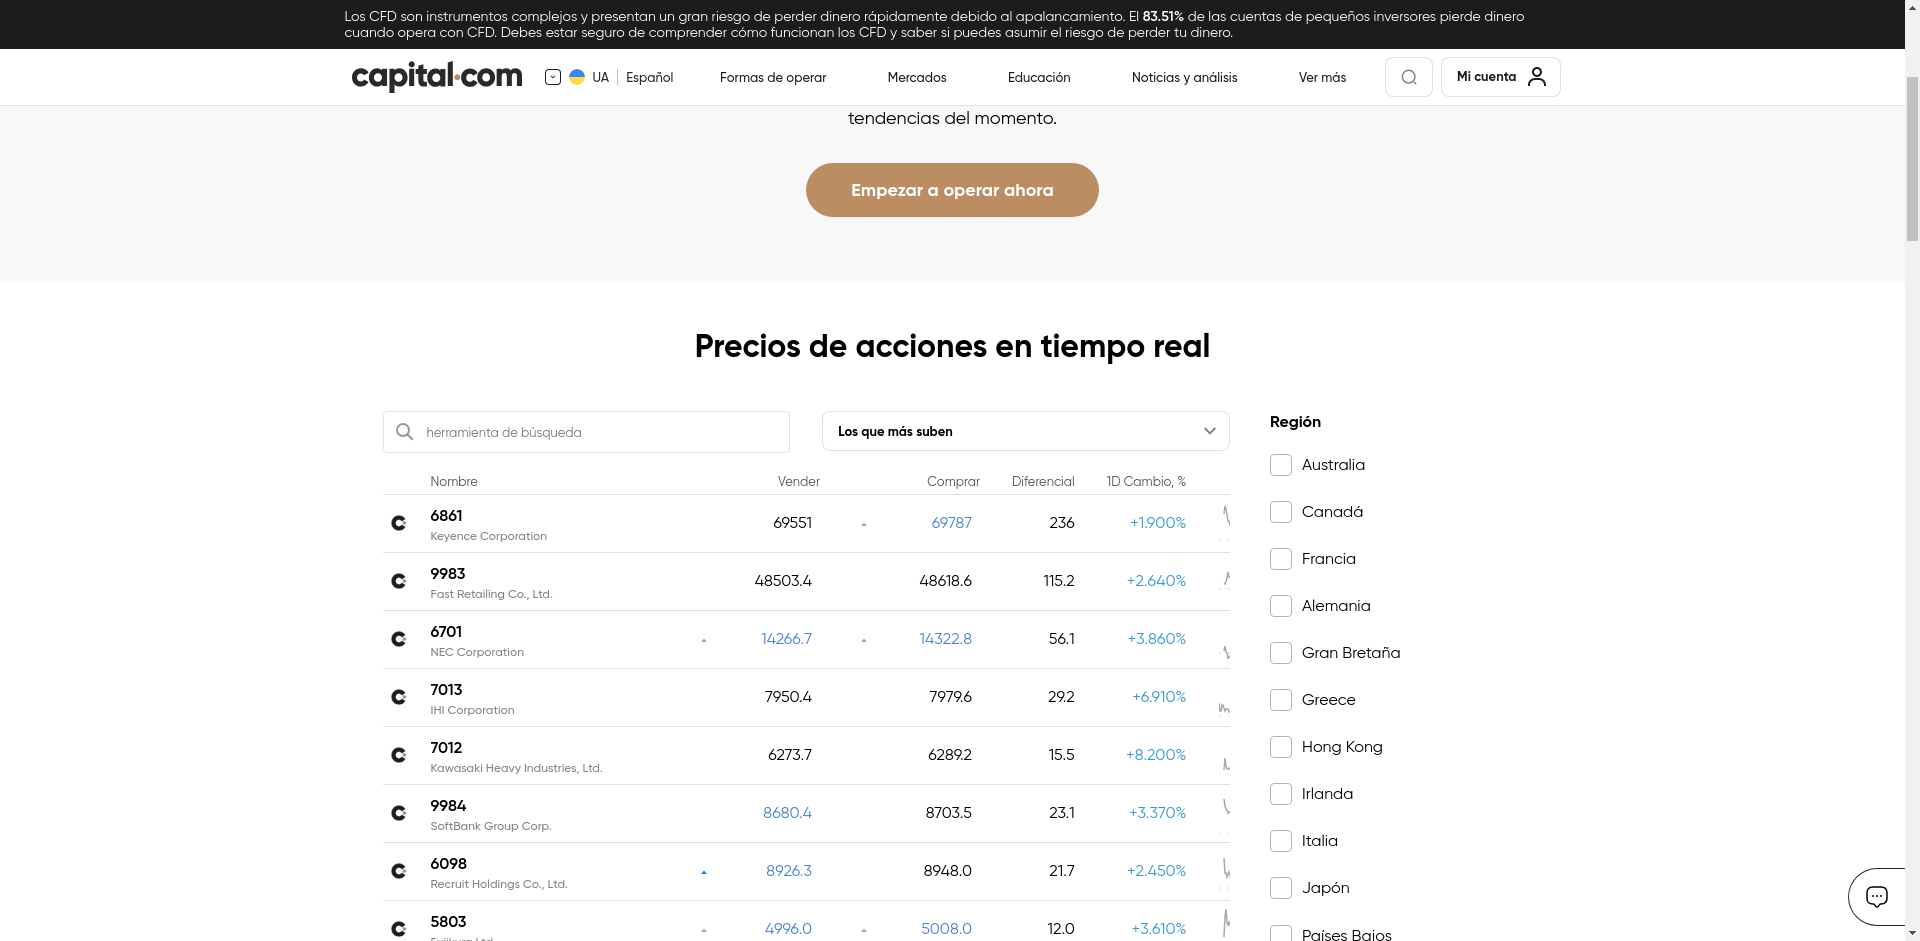 Los CFD son instrumentos complejos y presentan un gran riesgo de perder dinero rápidamente debido al apalancamiento. El 83.51% de las cuentas de pequeños inversores pierde dinero
cuando opera con CFD. Debes estar seguro de comprender cómo funcionan los CFD y saber si puedes asumir el riesgo de perder tu dinero.
capital.com UA Español Formas de operar Mercados Educación Noticias y análisis Ver más Mi cuenta
tendencias del momento.
Empezar a operar ahora
Precios de acciones en tiempo real
herramienta de búsqueda
Los que más suben
Nombre Vender Comprar Diferencial 1D Cambio, %
6861 69551 69787 236 +1.900%
Keyence Corporation
9983 48503.4 48618.6 115.2 +2.640%
Fast Retailing Co., Ltd.
6701 14266.7 14322.8 56.1 +3.860%
NEC Corporation
7013 7950.4 7979.6 29.2 +6.910%
IHI Corporation
7012 6273.7 6289.2 15.5 +8.200%
Kawasaki Heavy Industries, Ltd.
9984 8680.4 8703.5 23.1 +3.370%
SoftBank Group Corp.
6098 8926.3 8948.0 21.7 +2.450%
Recruit Holdings Co., Ltd.
5803 4996.0 5008.0 12.0 +3.610%
Región
Australia
Canadá
Francia
Alemania
Gran Bretaña
Greece
Hong Kong
Irlanda
Italia
Japón
Países Bajos